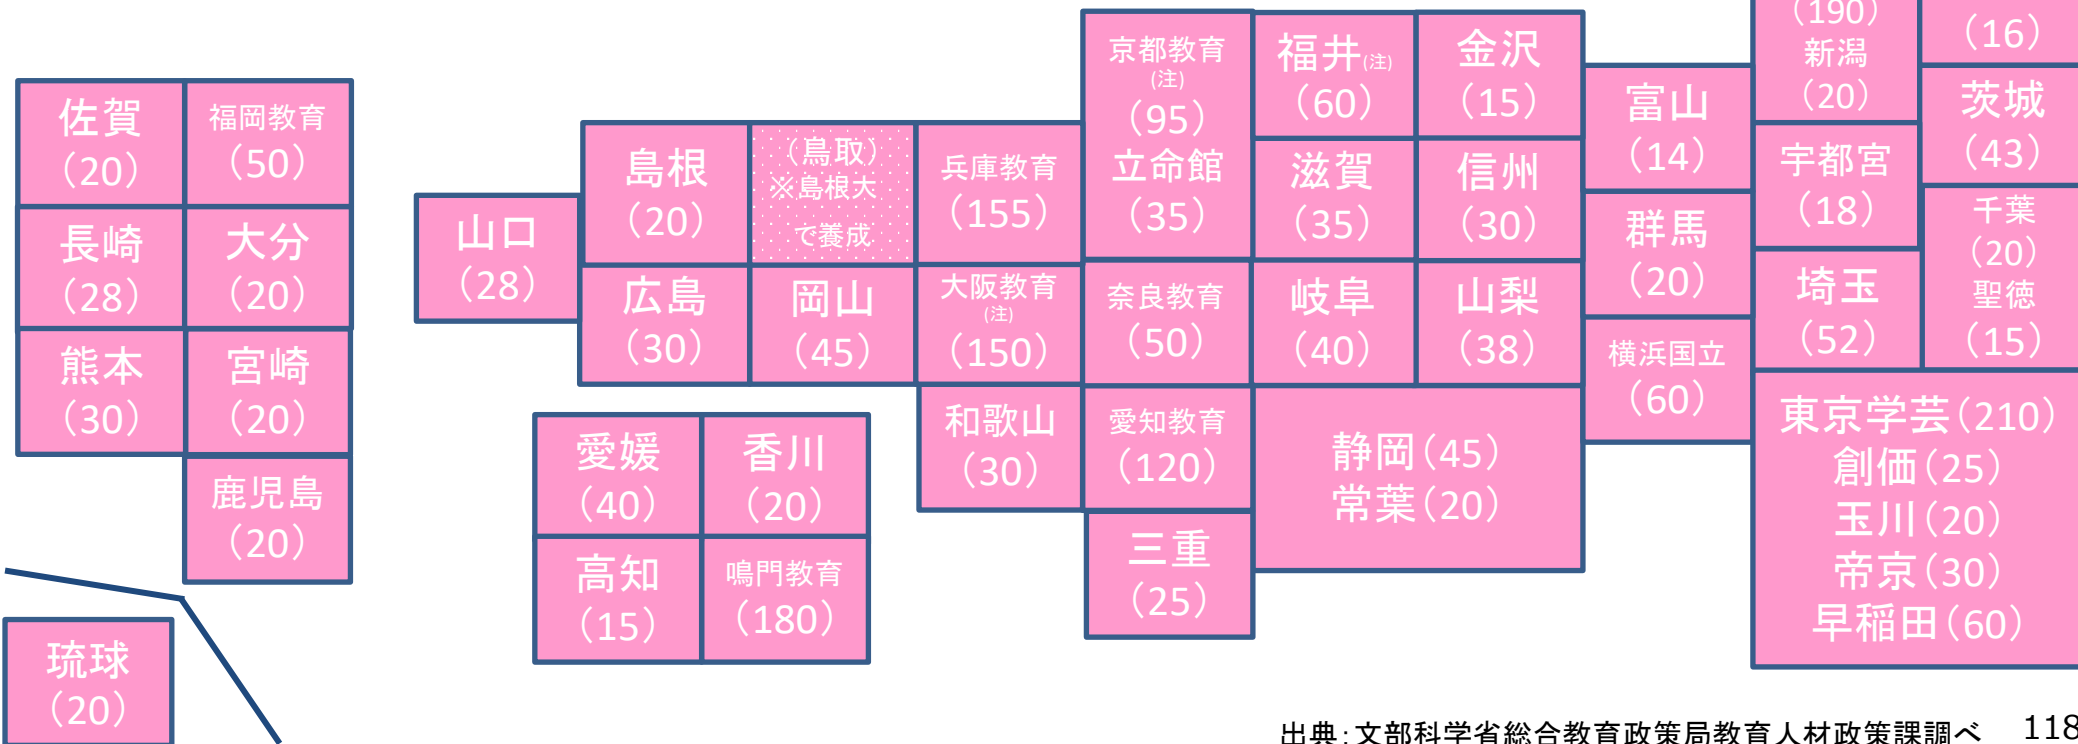 佐賀
（20）
福岡教育
（50）
長崎
（28）
大分
（20）
熊本
（30）
宮崎
（20）
鹿児島
（20）
琉球
（20）
山口
（28）
島根
（20）
（鳥取）
※島根大
で養成
広島
（30）
岡山
（45）
兵庫教育
（155）
大阪教育
(注)
（150）
和歌山
（30）
愛媛
（40）
香川
（20）
高知
（15）
鳴門教育
（180）
京都教育
(注)
（95）
立命館
（35）
奈良教育
（50）
愛知教育
（120）
三重
（25）
福井(注)
（60）
金沢
（15）
滋賀
（35）
信州
（30）
岐阜
（40）
山梨
（38）
静岡（45）
常葉（20）
富山
（14）
群馬
（20）
横浜国立
（60）
（190）
新潟
（20）
宇都宮
（18）
埼玉
（52）
（16）
茨城
（43）
千葉
（20）
聖徳
（15）
東京学芸（210）
創価（25）
玉川（20）
帝京（30）
早稲田（60）
出典：文部科学省総合教育政策局教育人材政策課調べ
118